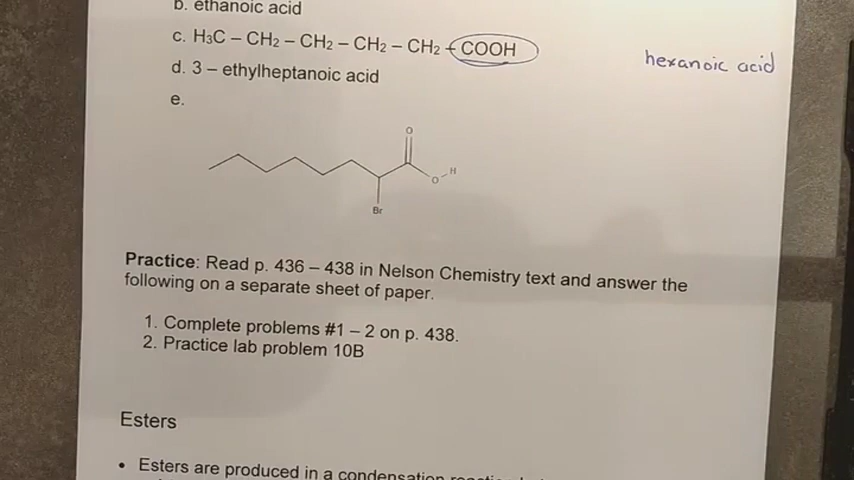 b. ethanoic acid
c. H₃C – CH₂ – CH₂ – CH₂ – CH₂ – COOH
hexanoic acid
d. 3 – ethylheptanoic acid
e.
O
O H
Br
Practice: Read p. 436 – 438 in Nelson Chemistry text and answer the
following on a separate sheet of paper.
1. Complete problems #1 – 2 on p. 438.
2. Practice lab problem 10B
Esters
• Esters are produced in a condensation